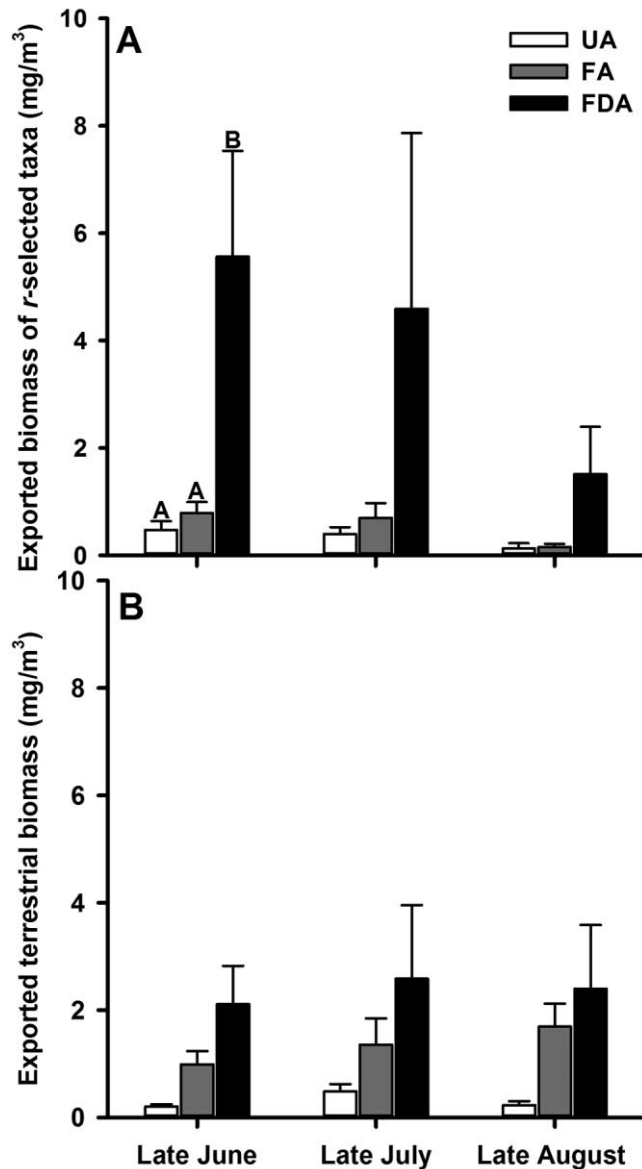 Exported biomass of r-selected taxa (mg/m³)
A
UA
FA
FDA
10
8
6
4
2
0
A
A
B
Exported terrestrial biomass (mg/m³)
B
10
8
6
4
2
0
Late June
Late July
Late August